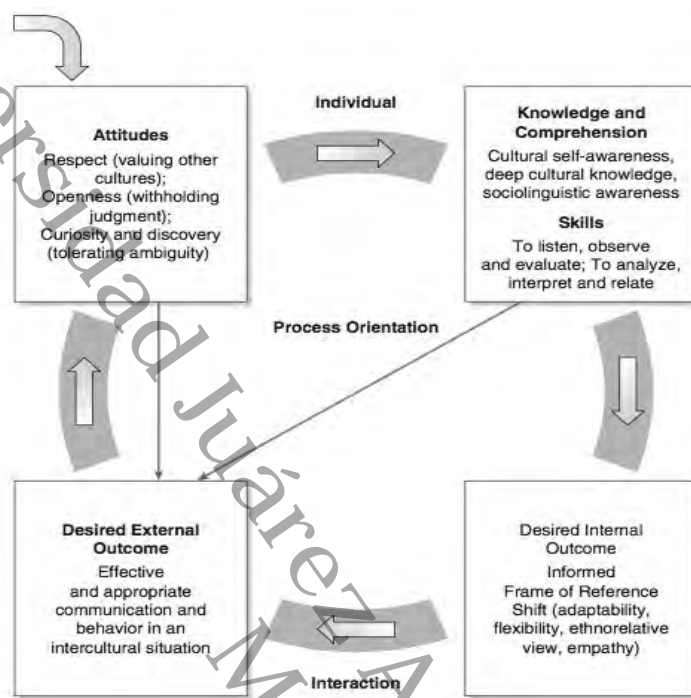 Individual
Attitudes
Respect (valuing other
cultures);
Openness (withholding
judgment);
Curiosity and discovery
(tolerating ambiguity)
Knowledge and
Comprehension
Cultural self-awareness,
deep cultural knowledge,
sociolinguistic awareness
Skills
To listen, observe
and evaluate; To analyze,
interpret and relate
Process Orientation
Desired External
Outcome
Effective
and appropriate
communication and
behavior in an
intercultural situation
Desired Internal
Outcome
Informed
Frame of Reference
Shift (adaptability,
flexibility, ethnorelative
view, empathy)
Interaction
ersidad Juárez A
M